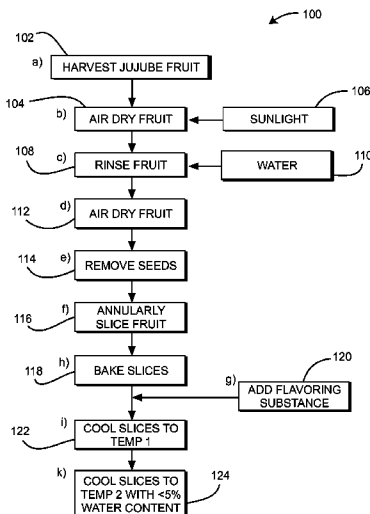 100
102
a) HARVEST JUJUBE FRUIT
104
106
b) AIR DRY FRUIT
SUNLIGHT
108
c) RINSE FRUIT
WATER
110
d) AIR DRY FRUIT
112
114
e) REMOVE SEEDS
f) ANNULARLY
SLICE FRUIT
116
120
h) BAKE SLICES
118
g) ADD FLAVORING
SUBSTANCE
i) COOL SLICES TO
TEMP 1
122
k) COOL SLICES TO
TEMP 2 WITH <5%
WATER CONTENT
124